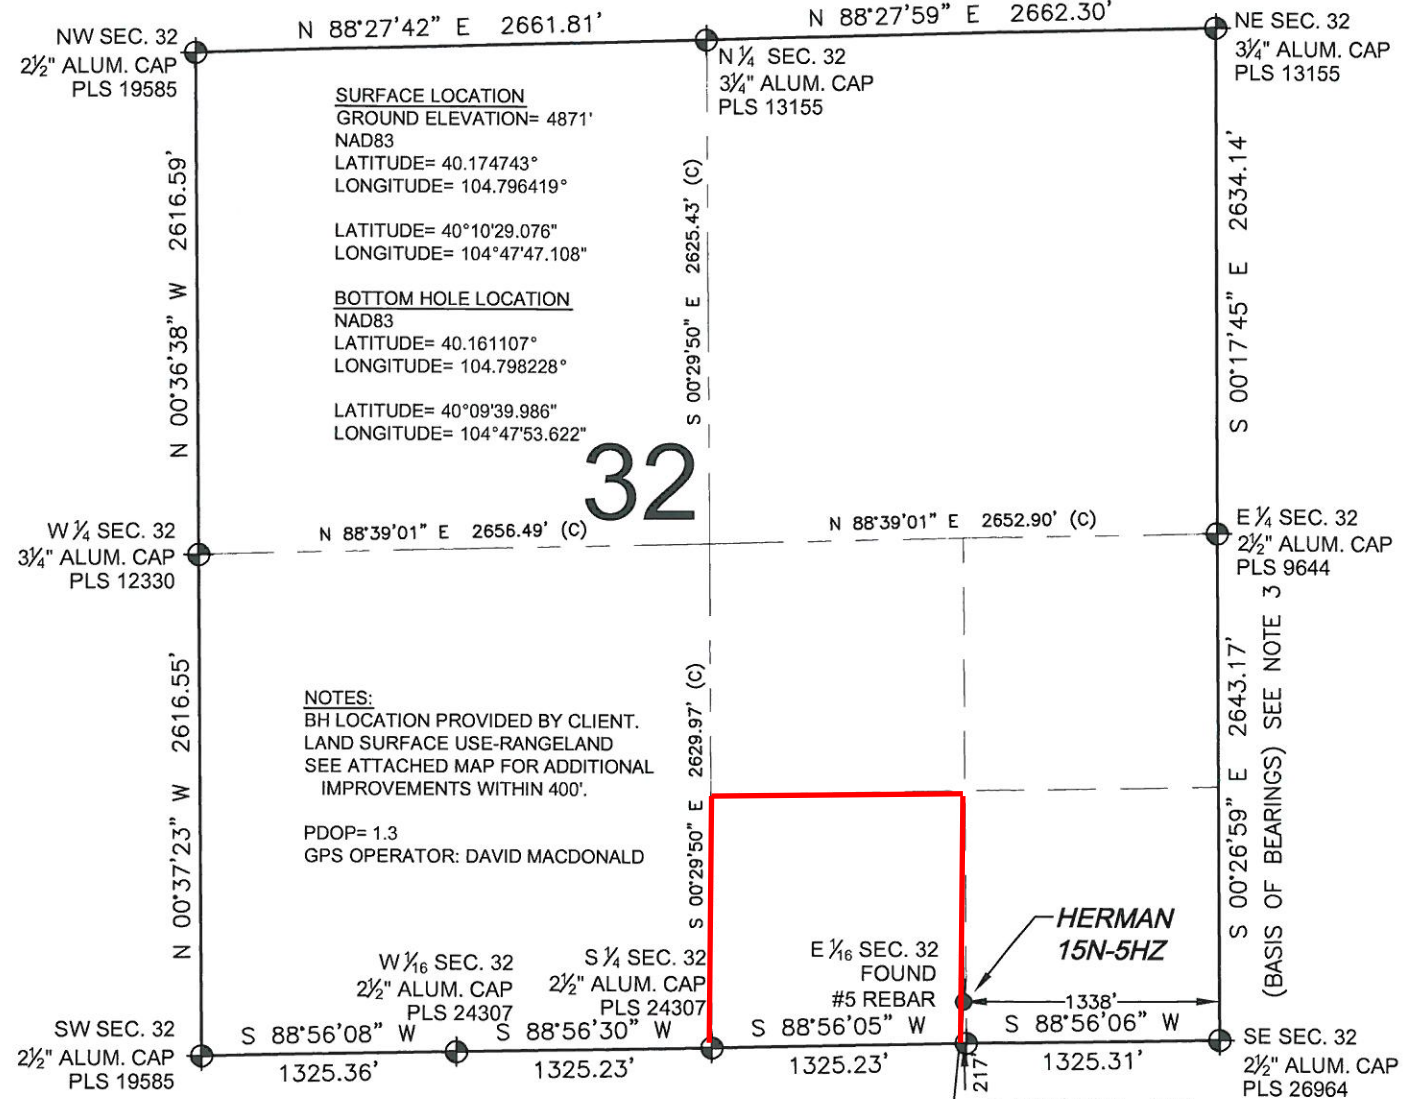 N 88°27'42" E 2661.81'
N 88°27'59" E 2662.30'
NW SEC. 32
2½" ALUM. CAP
PLS 19585
N ¼ SEC. 32
3¼" ALUM. CAP
PLS 13155
NE SEC. 32
3¼" ALUM. CAP
PLS 13155
SURFACE LOCATION
GROUND ELEVATION= 4871'
NAD83
LATITUDE= 40.174743°
LONGITUDE= 104.796419°
LATITUDE= 40°10'29.076"
LONGITUDE= 104°47'47.108"
BOTTOM HOLE LOCATION
NAD83
LATITUDE= 40.161107°
LONGITUDE= 104.798228°
LATITUDE= 40°09'39.986"
LONGITUDE= 104°47'53.622"
N 00°36'38" W 2616.59'
S 00°29'50" E 2625.43' (C)
S 00°17'45" E 2634.14'
32
W ¼ SEC. 32
3¼" ALUM. CAP
PLS 12330
N 88°39'01" E 2656.49' (C)
N 88°39'01" E 2652.90' (C)
E ¼ SEC. 32
2½" ALUM. CAP
PLS 9644
N 00°37'23" W 2616.55'
NOTES:
BH LOCATION PROVIDED BY CLIENT.
LAND SURFACE USE-RANGELAND
SEE ATTACHED MAP FOR ADDITIONAL
IMPROVEMENTS WITHIN 400'.
PDOP= 1.3
GPS OPERATOR: DAVID MACDONALD
S 00°29'50" E 2629.97' (C)
S 00°26'59" E 2643.17'
(BASIS OF BEARINGS) SEE NOTE 3
HERMAN
15N-5HZ
W 1⁄16 SEC. 32
2½" ALUM. CAP
PLS 24307
S ¼ SEC. 32
2½" ALUM. CAP
PLS 24307
E 1⁄16 SEC. 32
FOUND
#5 REBAR
1338'
SW SEC. 32
2½" ALUM. CAP
PLS 19585
S 88°56'08" W
1325.36'
S 88°56'30" W
1325.23'
S 88°56'05" W
1325.23'
S 88°56'06" W
1325.31'
217'
SE SEC. 32
2½" ALUM. CAP
PLS 26964